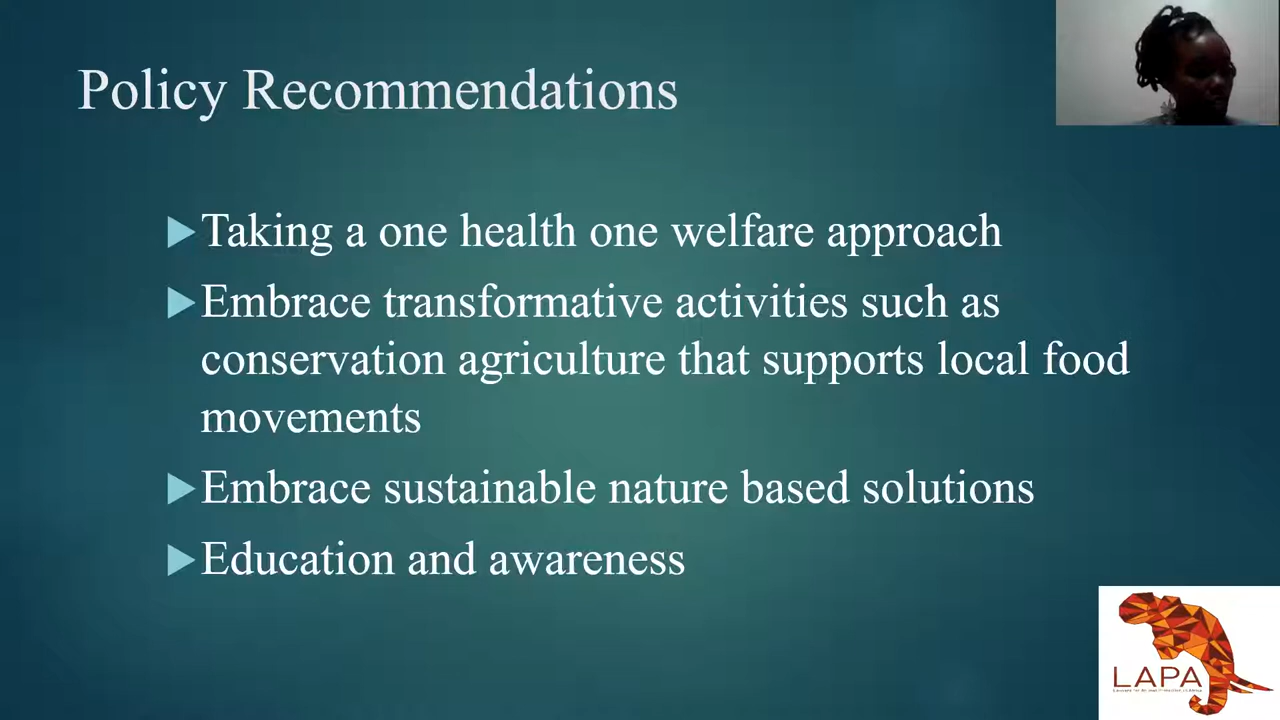 Policy Recommendations
Taking a one health one welfare approach
Embrace transformative activities such as
conservation agriculture that supports local food
movements
Embrace sustainable nature based solutions
Education and awareness
LAPA